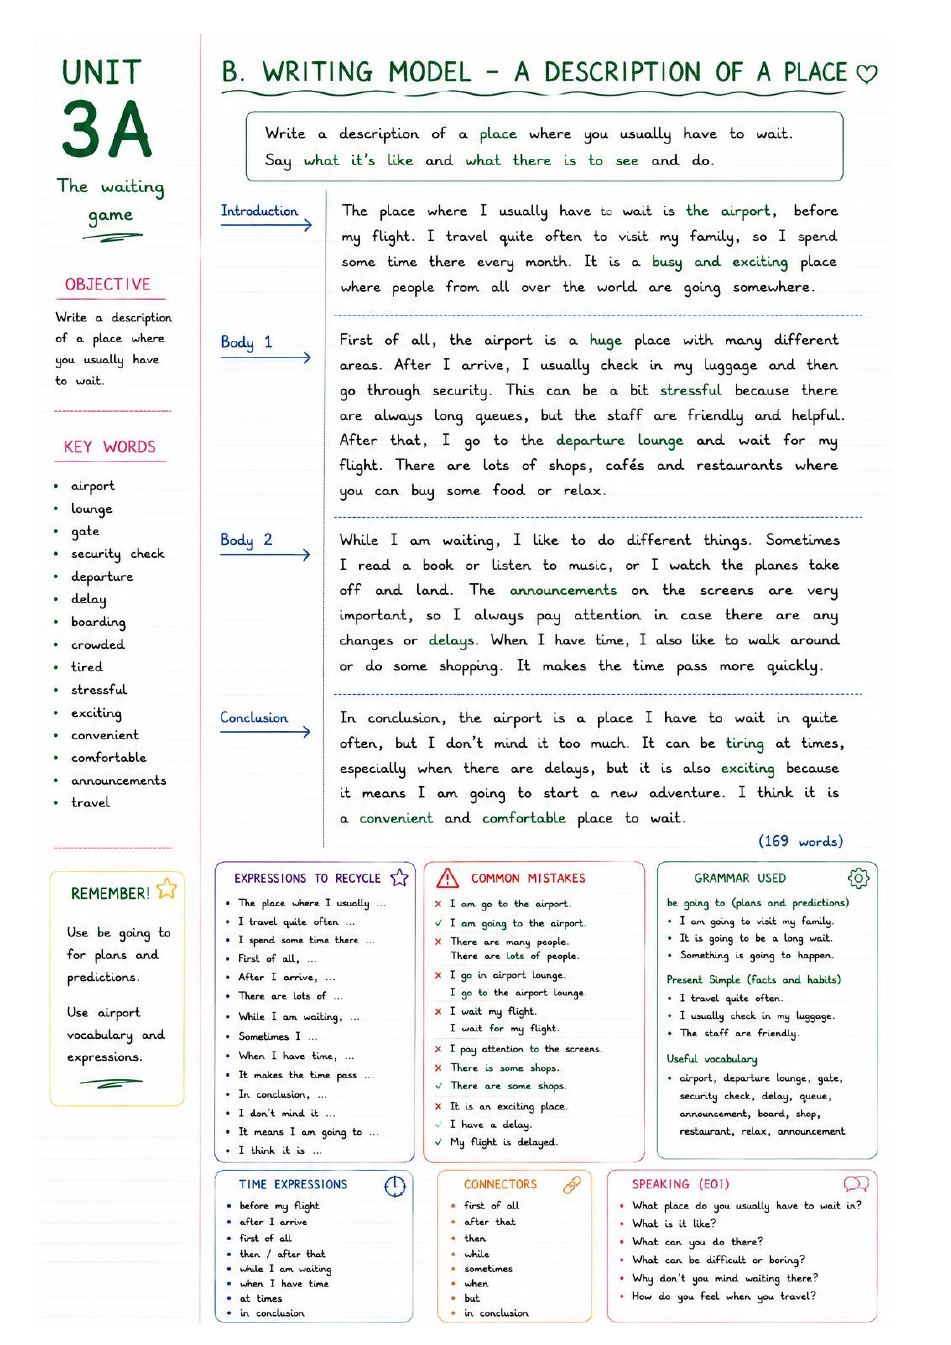 UNIT
3A
The waiting
game
OBJECTIVE
Write a description
of a place where
you usually have
to wait.
KEY WORDS
• airport
• lounge
• gate
• security check
• departure
• delay
• boarding
• crowded
• tired
• stressful
• exciting
• convenient
• comfortable
• announcements
• travel
REMEMBER!
Use be going to
for plans and
predictions.
Use airport
vocabulary and
expressions.
B. WRITING MODEL – A DESCRIPTION OF A PLACE ♡
Write a description of a place where you usually have to wait.
Say what it's like and what there is to see and do.
Introduction
The place where I usually have to wait is the airport, before
my flight. I travel quite often to visit my family, so I spend
some time there every month. It is a busy and exciting place
where people from all over the world are going somewhere.
Body 1
First of all, the airport is a huge place with many different
areas. After I arrive, I usually check in my luggage and then
go through security. This can be a bit stressful because there
are always long queues, but the staff are friendly and helpful.
After that, I go to the departure lounge and wait for my
flight. There are lots of shops, cafés and restaurants where
you can buy some food or relax.
Body 2
While I am waiting, I like to do different things. Sometimes
I read a book or listen to music, or I watch the planes take
off and land. The announcements on the screens are very
important, so I always pay attention in case there are any
changes or delays. When I have time, I also like to walk around
or do some shopping. It makes the time pass more quickly.
Conclusion
In conclusion, the airport is a place I have to wait in quite
often, but I don't mind it too much. It can be tiring at times,
especially when there are delays, but it is also exciting because
it means I am going to start a new adventure. I think it is
a convenient and comfortable place to wait.
(169 words)
EXPRESSIONS TO RECYCLE
• The place where I usually ...
• I travel quite often ...
• I spend some time there ...
• First of all, ...
• After I arrive, ...
• There are lots of ...
• While I am waiting, ...
• Sometimes I ...
• When I have time, ...
• It makes the time pass ...
• In conclusion, ...
• I don't mind it ...
• It means I am going to ...
• I think it is ...
COMMON MISTAKES
✗ I am go to the airport.
✓ I am going to the airport.
✗ There are many people.
There are lots of people.
✗ I go in airport lounge.
I go to the airport lounge.
✗ I wait my flight.
I wait for my flight.
✗ I pay attention to the screens.
✗ There is some shops.
✓ There are some shops.
✗ It is an exciting place.
✓ I have a delay.
✓ My flight is delayed.
GRAMMAR USED
be going to (plans and predictions)
• I am going to visit my family.
• It is going to be a long wait.
• Something is going to happen.
Present Simple (facts and habits)
• I travel quite often.
• I usually check in my luggage.
• The staff are friendly.
Useful vocabulary
• airport, departure lounge, gate,
security check, delay, queue,
announcement, board, shop,
restaurant, relax, announcement
TIME EXPRESSIONS
• before my flight
• after I arrive
• first of all
• then / after that
• while I am waiting
• when I have time
• at times
• in conclusion
CONNECTORS
• first of all
• after that
• then
• while
• sometimes
• when
• but
• in conclusion
SPEAKING (EOI)
• What place do you usually have to wait in?
• What is it like?
• What can you do there?
• What can be difficult or boring?
• Why don't you mind waiting there?
• How do you feel when you travel?